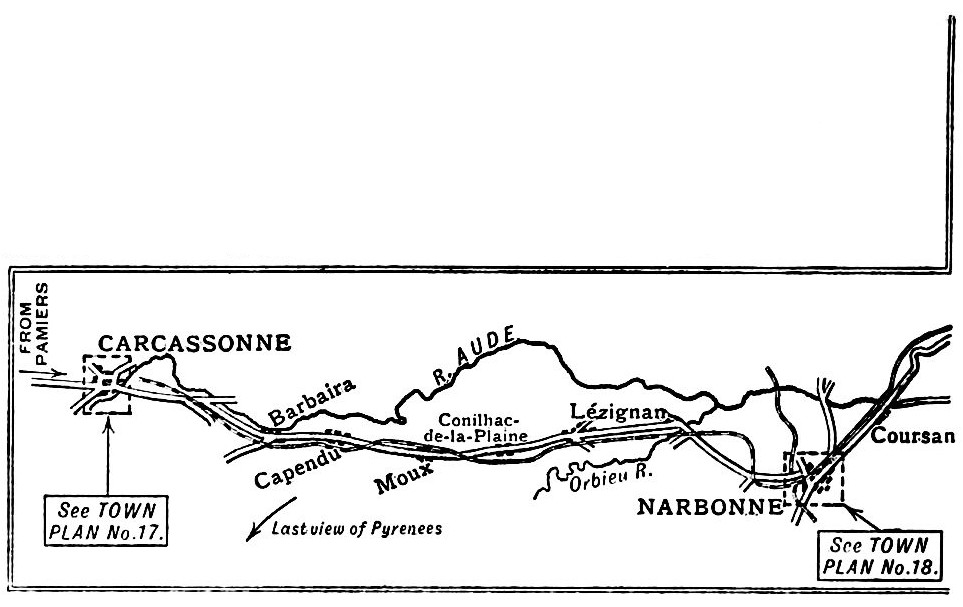 FROM
PAMIERS
CARCASSONNE
R. AUDE
Barbaira
Conilhac-
de-la-Plaine
Lézignan
Coursan
Capendu
Moux
Orbieu R.
NARBONNE
See TOWN
PLAN No.17.
Last view of Pyrenees
See TOWN
PLAN No.18.